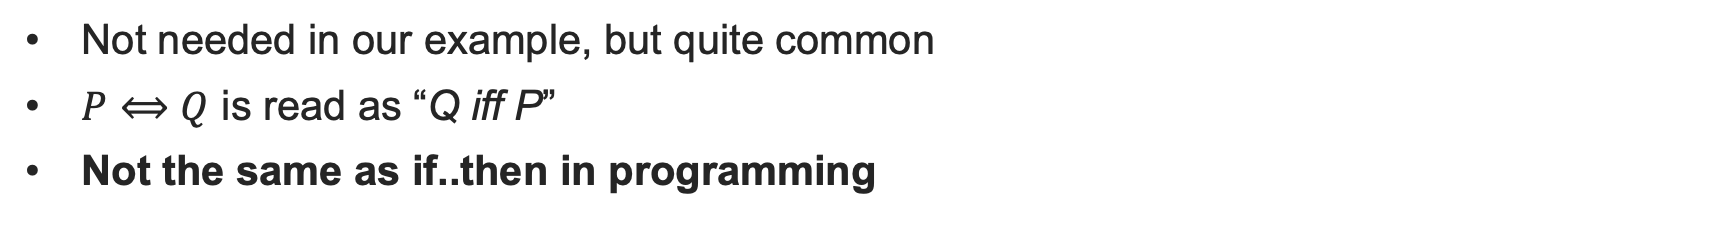 • Not needed in our example, but quite common
• 𝑃 ⟺ 𝑄 is read as “Q iff P”
• Not the same as if..then in programming